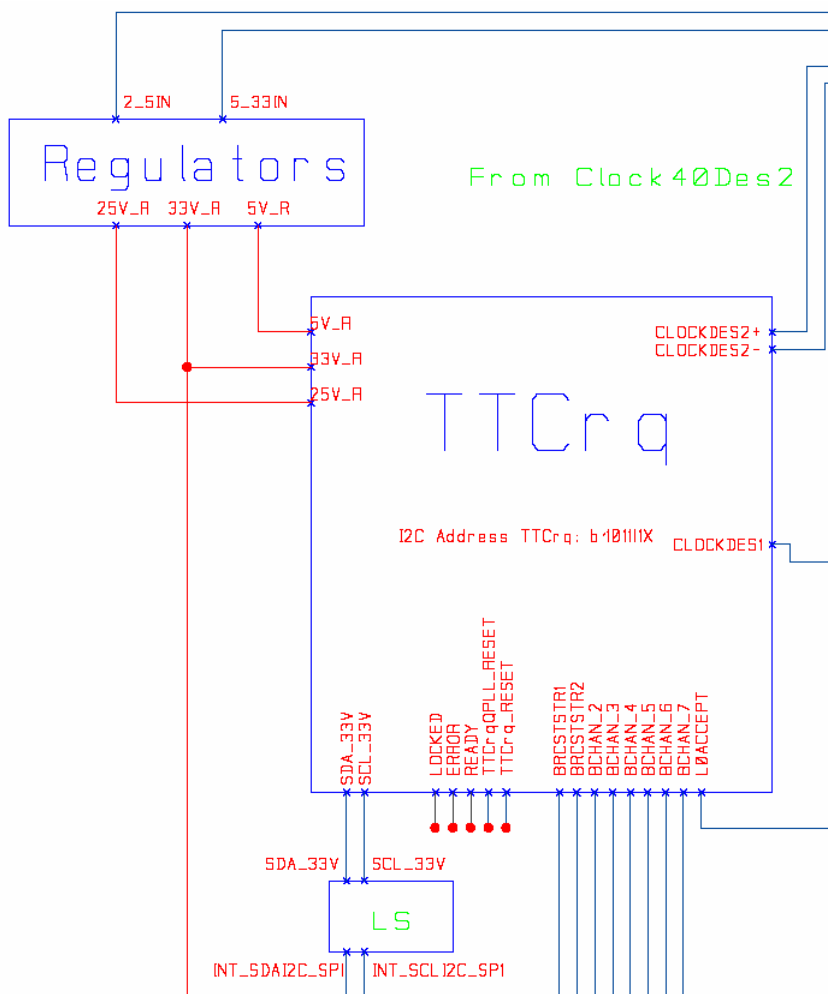 2_5IN 5_33IN
Regulators
25V_A 33V_A 5V_A
From Clock40Des2
5V_A
33V_A
25V_A
CLOCKDES2+
CLOCKDES2-
TTCrq
I2C Address TTCrq: b101111X
CLOCKDES1
SDA_33V
SCL_33V
LOCKED
ERROR
READY
TTCrqQPLL_RESET
TTCrq_RESET
BRCSTSTR1
BRCSTSTR2
BCHAN_2
BCHAN_3
BCHAN_4
BCHAN_5
BCHAN_6
BCHAN_7
L0ACCEPT
SDA_33V SCL_33V
LS
INT_SDAI2C_SP1 INT_SCLI2C_SP1